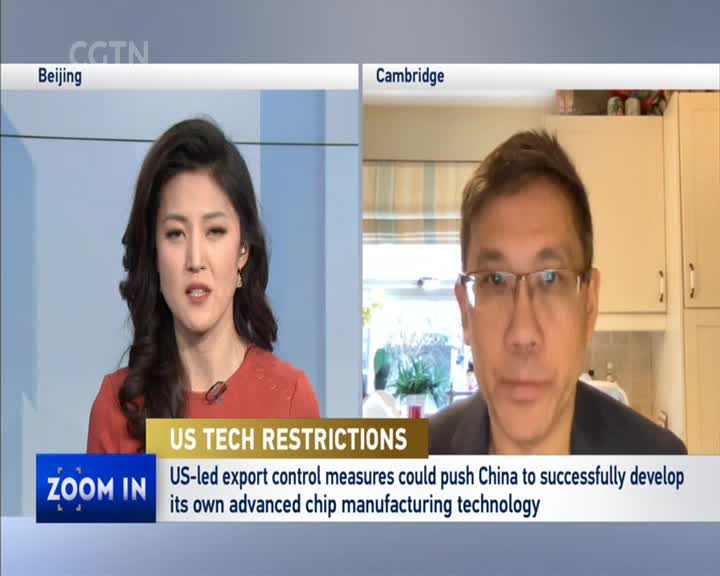 CGTN
Beijing
Cambridge
US TECH RESTRICTIONS
ZOOM IN
US-led export control measures could push China to successfully develop
its own advanced chip manufacturing technology